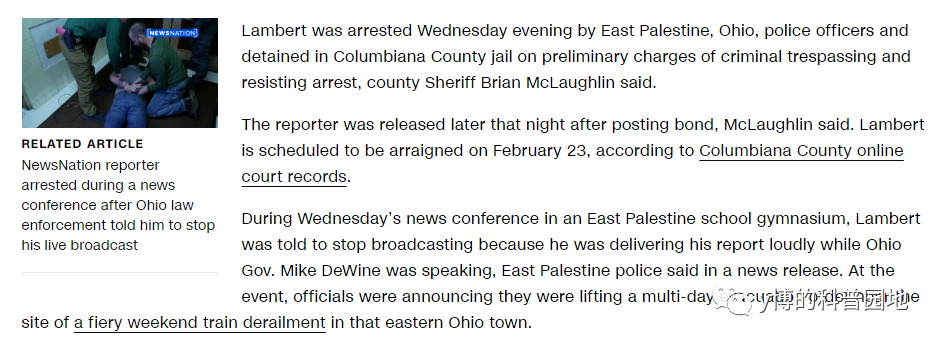 NEWSNATION
RELATED ARTICLE
NewsNation reporter
arrested during a news
conference after Ohio law
enforcement told him to stop
his live broadcast
Lambert was arrested Wednesday evening by East Palestine, Ohio, police officers and
detained in Columbiana County jail on preliminary charges of criminal trespassing and
resisting arrest, county Sheriff Brian McLaughlin said.
The reporter was released later that night after posting bond, McLaughlin said. Lambert
is scheduled to be arraigned on February 23, according to Columbiana County online
court records.
During Wednesday’s news conference in an East Palestine school gymnasium, Lambert
was told to stop broadcasting because he was delivering his report loudly while Ohio
Gov. Mike DeWine was speaking, East Palestine police said in a news release. At the
event, officials were announcing they were lifting a multi-day the
site of a fiery weekend train derailment in that eastern Ohio town.
y博的科普园地